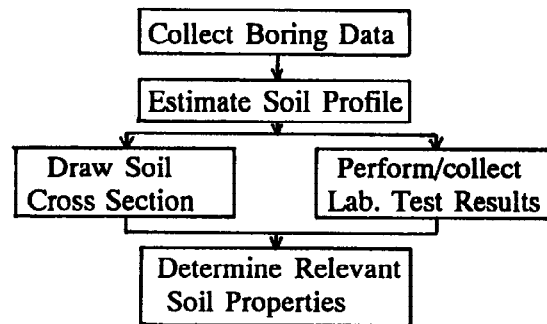 Collect Boring Data
Estimate Soil Profile
Draw Soil
Cross Section
Perform/collect
Lab. Test Results
Determine Relevant
Soil Properties